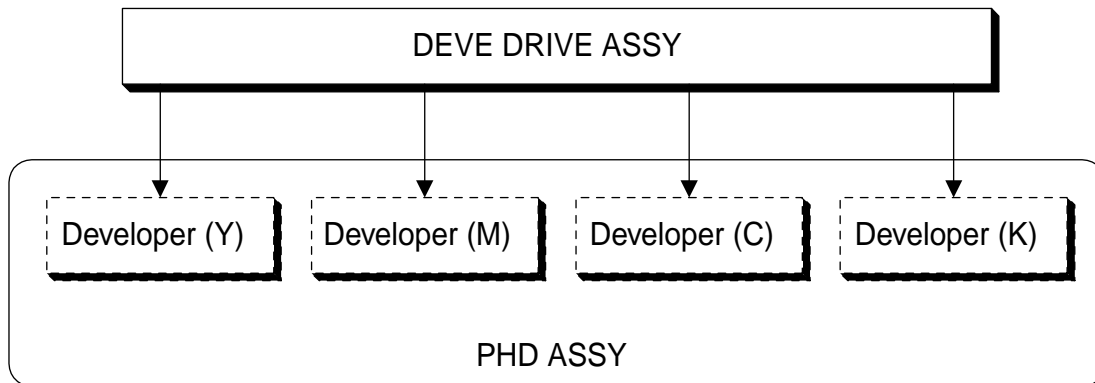 DEVE DRIVE ASSY
Developer (Y)
Developer (M)
Developer (C)
Developer (K)
PHD ASSY